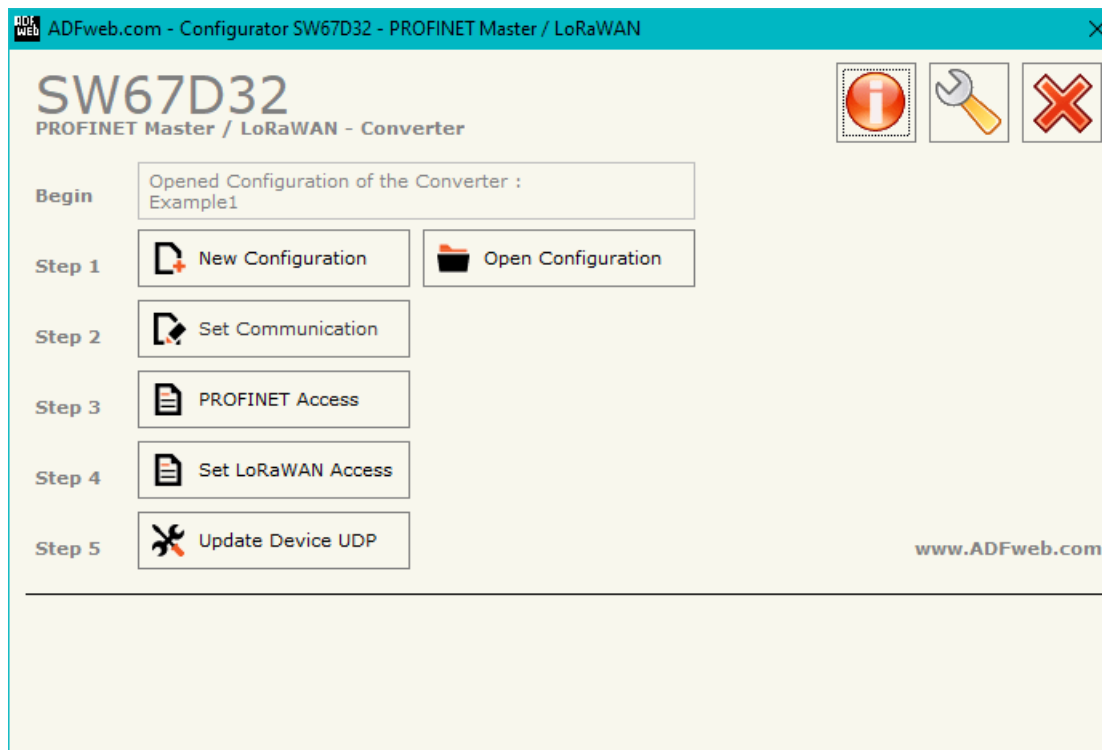 ADF
WEB
ADFweb.com - Configurator SW67D32 - PROFINET Master / LoRaWAN
SW67D32
PROFINET Master / LoRaWAN - Converter
Begin
Opened Configuration of the Converter :
Example1
Step 1
New Configuration
Open Configuration
Step 2
Set Communication
Step 3
PROFINET Access
Step 4
Set LoRaWAN Access
Step 5
Update Device UDP
www.ADFweb.com